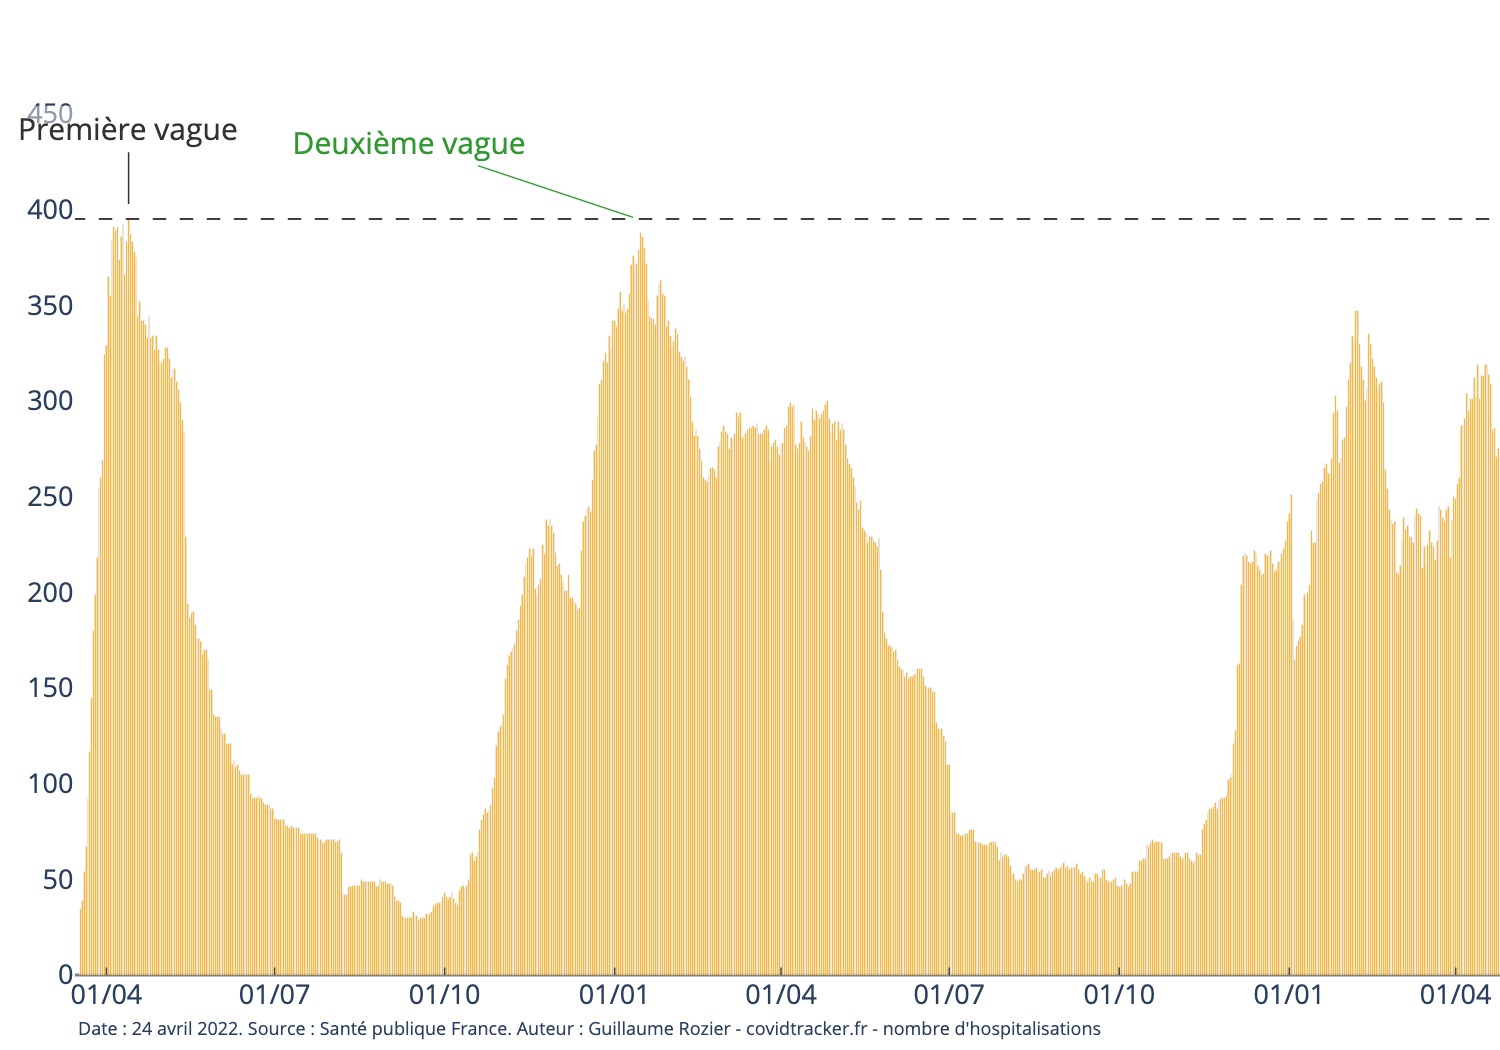 450
Première vague
Deuxième vague
400
350
300
250
200
150
100
50
0
01/04 01/07 01/10 01/01 01/04 01/07 01/10 01/01 01/04
Date : 24 avril 2022. Source : Santé publique France. Auteur : Guillaume Rozier - covidtracker.fr - nombre d'hospitalisations